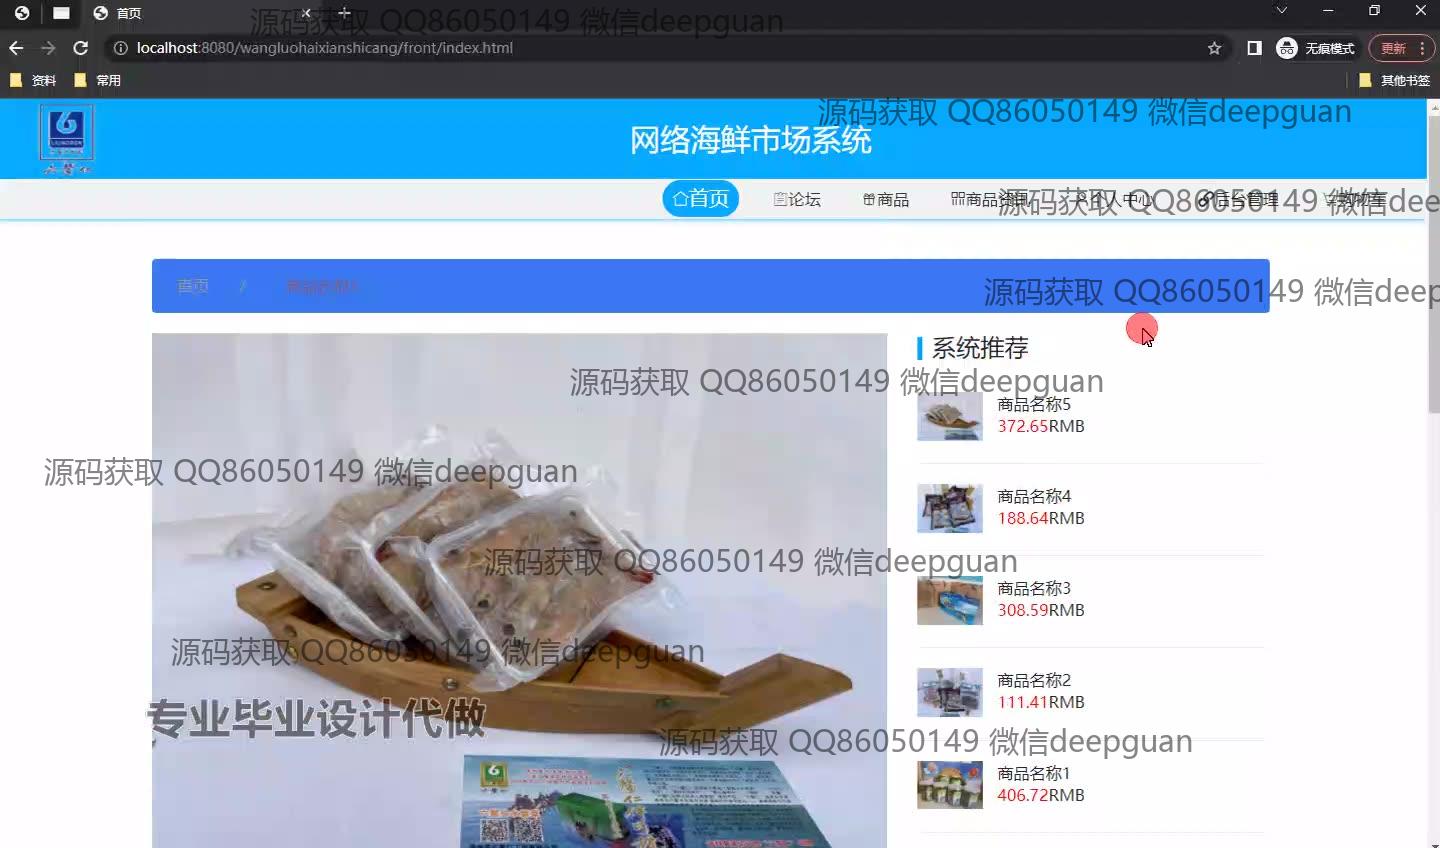 首页
源码获取 QQ86050149 微信deepguan
localhost:8080/wangluohaixianshicang/front/index.html
无痕模式
更新
资料
常用
其他书签
源码获取 QQ86050149 微信deepguan
网络海鲜市场系统
首页
论坛
商品
商品资讯
个人中心
后台管理
购物车
源码获取 QQ86050149 微信dee
首页
/
源码获取 QQ86050149 微信deep
系统推荐
源码获取 QQ86050149 微信deepguan
商品名称5
372.65RMB
源码获取 QQ86050149 微信deepguan
商品名称4
188.64RMB
源码获取 QQ86050149 微信deepguan
商品名称3
308.59RMB
源码获取 QQ86050149 微信deepguan
商品名称2
111.41RMB
专业毕业设计代做
源码获取 QQ86050149 微信deepguan
商品名称1
406.72RMB